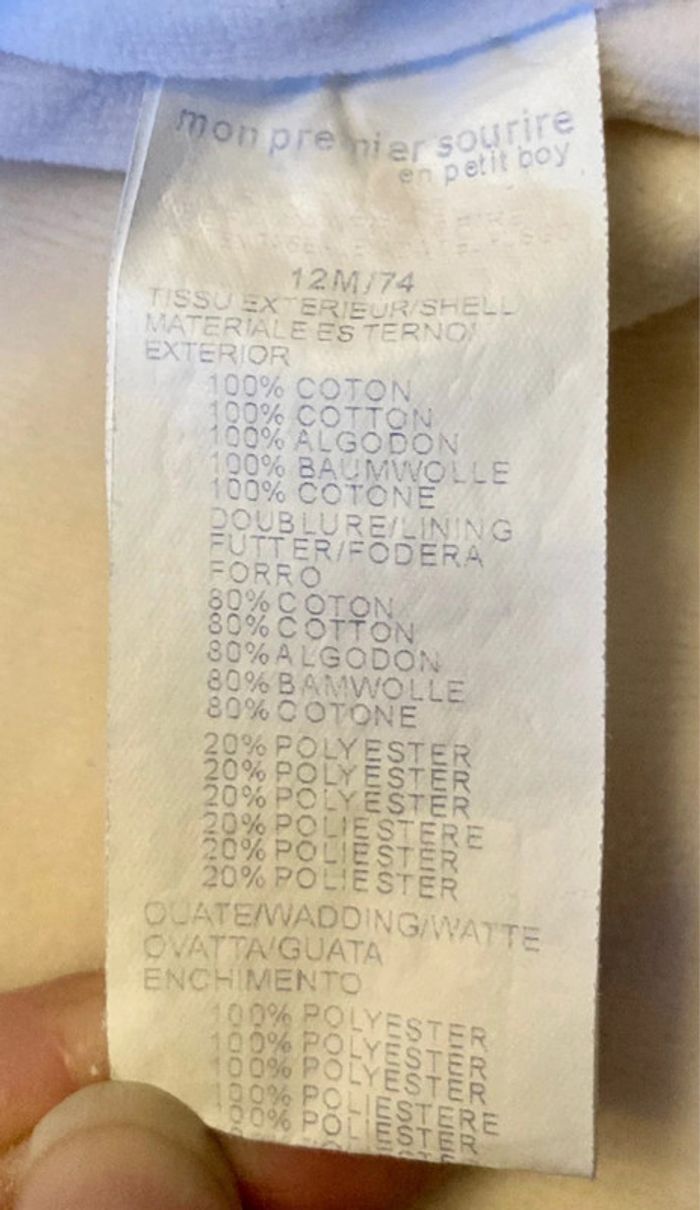 mon premier sourire
en petit boy
12M/74
TISSU EXTERIEUR/SHELL
MATERIALE ESTERNO/
EXTERIOR
100% COTON
100% COTTON
100% ALGODON
100% BAUMWOLLE
100% COTONE
DOUBLURE/LINING
FUTTER/FODERA
FORRO
80% COTON
80% COTTON
80% ALGODON
80% BAMWOLLE
80% COTONE
20% POLYESTER
20% POLYESTER
20% POLYESTER
20% POLIESTERE
20% POLIESTER
20% POLIESTER
OUATE/WADDING/WATTE
OVATTA/GUATA
ENCHIMENTO
100% POLYESTER
100% POLYESTER
100% POLYESTER
100% POLIESTERE
100% POLIESTER